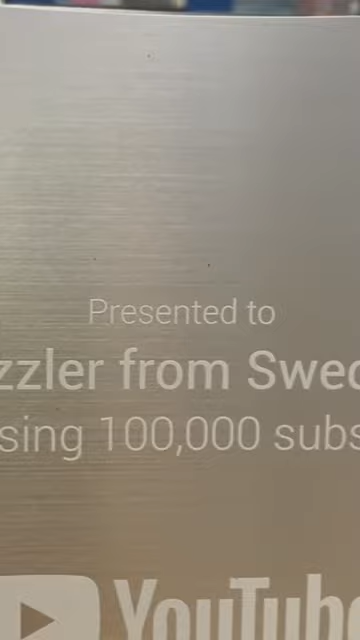 Presented to
zzler from Swed
sing 100,000 subs
YouTube